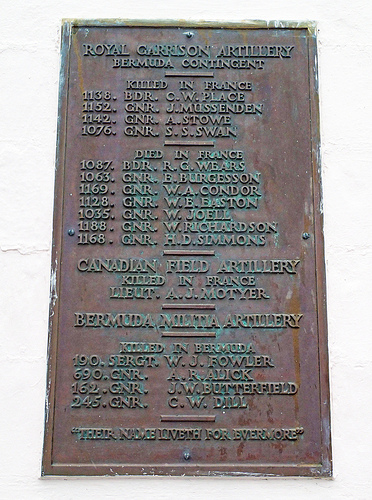 ROYAL GARRISON ARTILLERY
BERMUDA CONTINGENT
KILLED IN FRANCE
1138. BDR. C. W. PLACE
1152. GNR. J. MUSSENDEN
1142. GNR. A. STOWE
1076. GNR. S. S. SWAN
DIED IN FRANCE
1087. BDR. R. G. WEARS
1063. GNR. B. BURGESSON
1169. GNR. W. A. CONDOR
1128. GNR. W. E. EASTON
1035. GNR. W. JOELL
1188. GNR. W. RICHARDSON
1168. GNR. H. D. SIMMONS
CANADIAN FIELD ARTILLERY
KILLED IN FRANCE
LIEUT. A. J. MOTYER.
BERMUDA MILITIA ARTILLERY
KILLED IN BERMUDA
190. SERGT. W. J. FOWLER
690. GNR. A. R. ALICK
162. GNR. J. W. BUTTERFIELD
245. GNR. C. W. DILL
"THEIR NAME LIVETH FOR EVERMORE"